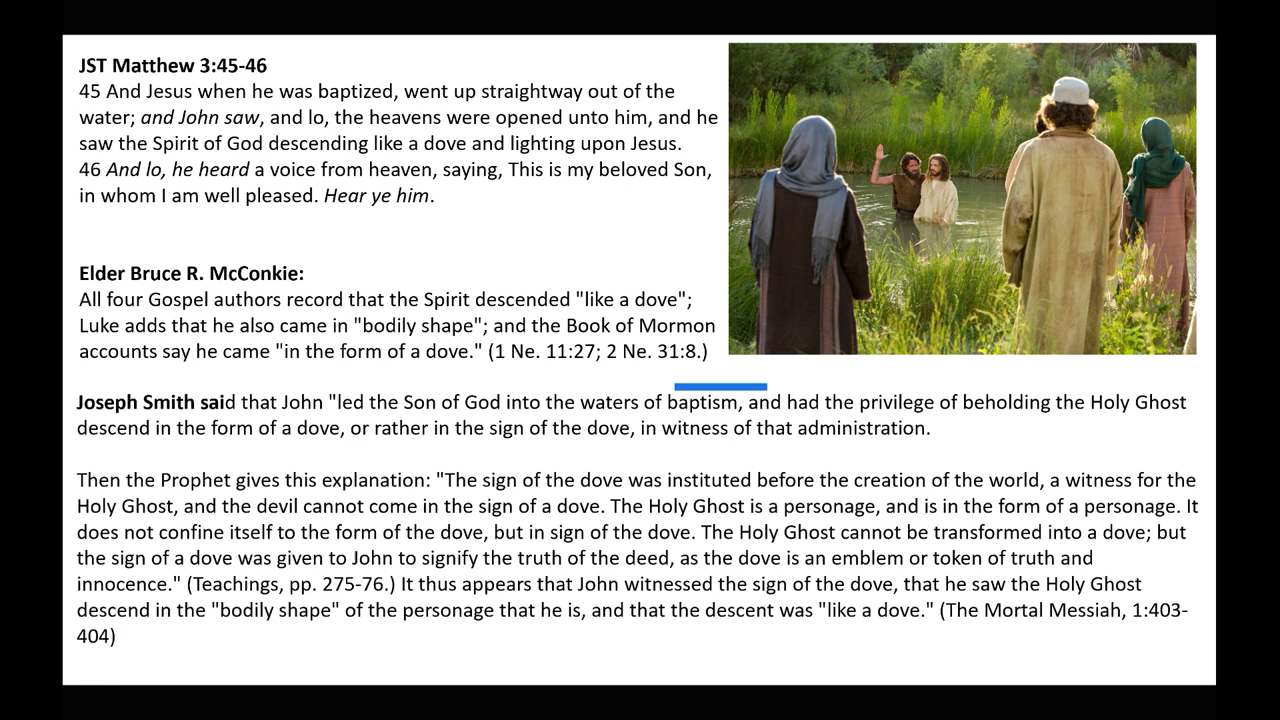 JST Matthew 3:45-46
45 And Jesus when he was baptized, went up straightway out of the
water; and John saw, and lo, the heavens were opened unto him, and he
saw the Spirit of God descending like a dove and lighting upon Jesus.
46 And lo, he heard a voice from heaven, saying, This is my beloved Son,
in whom I am well pleased. Hear ye him.
Elder Bruce R. McConkie:
All four Gospel authors record that the Spirit descended "like a dove";
Luke adds that he also came in "bodily shape"; and the Book of Mormon
accounts say he came "in the form of a dove." (1 Ne. 11:27; 2 Ne. 31:8.)
Joseph Smith said that John "led the Son of God into the waters of baptism, and had the privilege of beholding the Holy Ghost
descend in the form of a dove, or rather in the sign of the dove, in witness of that administration.
Then the Prophet gives this explanation: "The sign of the dove was instituted before the creation of the world, a witness for the
Holy Ghost, and the devil cannot come in the sign of a dove. The Holy Ghost is a personage, and is in the form of a personage. It
does not confine itself to the form of the dove, but in sign of the dove. The Holy Ghost cannot be transformed into a dove; but
the sign of a dove was given to John to signify the truth of the deed, as the dove is an emblem or token of truth and
innocence." (Teachings, pp. 275-76.) It thus appears that John witnessed the sign of the dove, that he saw the Holy Ghost
descend in the "bodily shape" of the personage that he is, and that the descent was "like a dove." (The Mortal Messiah, 1:403-
404)